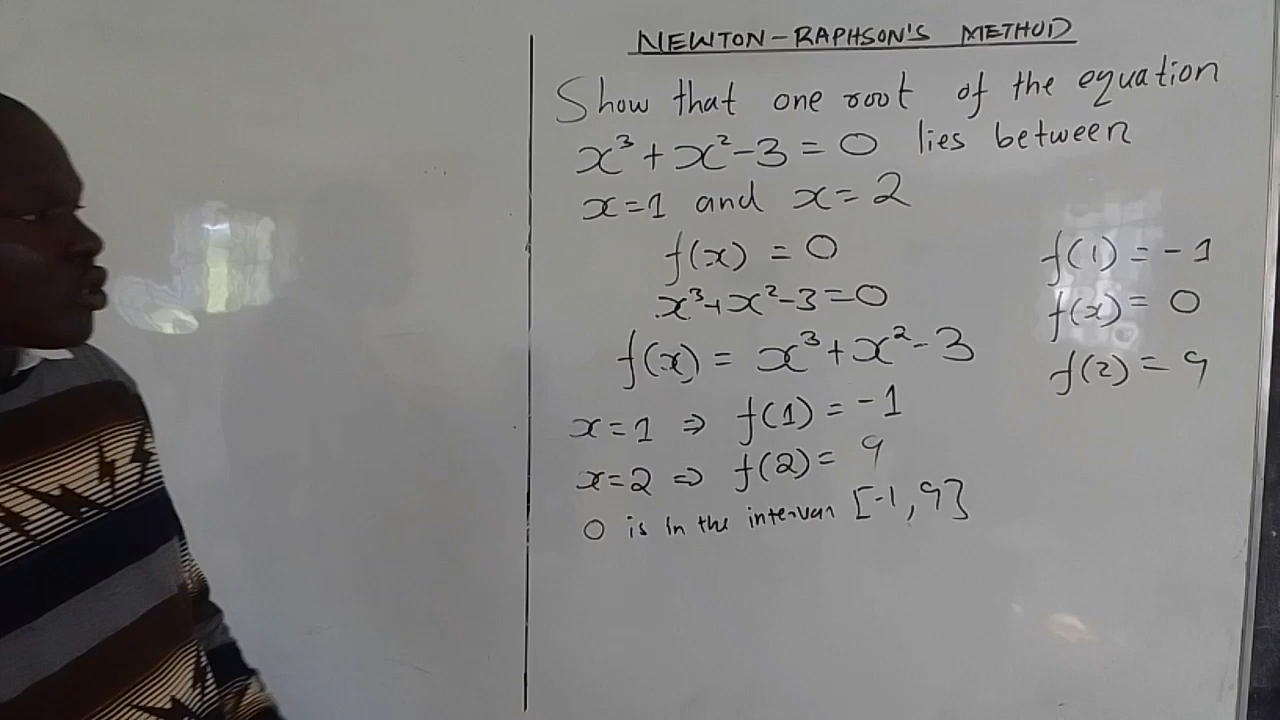 NEWTON-RAPHSON'S METHOD
Show that one root of the equation
x³ + x² - 3 = 0 lies between
x = 1 and x = 2
f(x) = 0
x³ + x² - 3 = 0
f(x) = x³ + x² - 3
x = 1 ⇒ f(1) = -1
x = 2 ⇒ f(2) = 9
0 is in the interval [-1, 9]
f(1) = -1
f(x) = 0
f(2) = 9